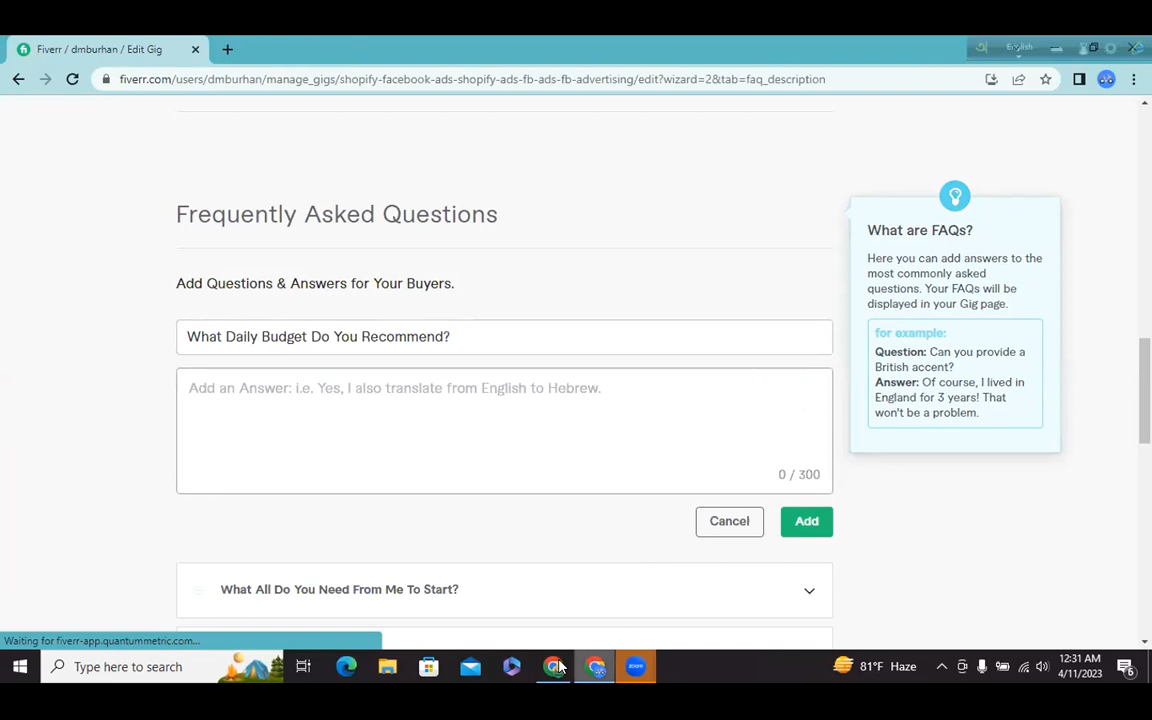 Fiverr / dmburhan / Edit Gig
English
fiverr.com/users/dmburhan/manage_gigs/shopify-facebook-ads-shopify-ads-fb-ads-fb-advertising/edit?wizard=2&tab=faq_description
Frequently Asked Questions
Add Questions & Answers for Your Buyers.
What Daily Budget Do You Recommend?
Add an Answer: i.e. Yes, I also translate from English to Hebrew.
0 / 300
Cancel
Add
What All Do You Need From Me To Start?
What are FAQs?
Here you can add answers to the
most commonly asked
questions. Your FAQs will be
displayed in your Gig page.
for example:
Question: Can you provide a
British accent?
Answer: Of course, I lived in
England for 3 years! That
won't be a problem.
Waiting for fiverr-app.quantummetric.com...
Type here to search
zoom
81°F Haze
12:31 AM
4/11/2023
6